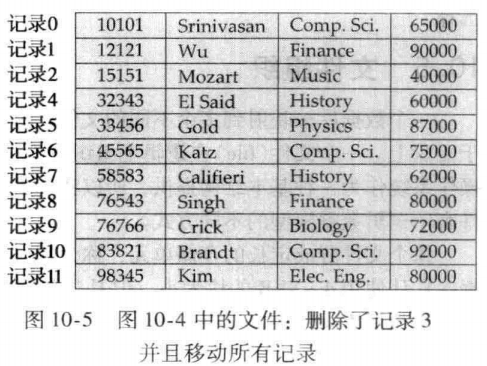 记录0 10101 Srinivasan Comp. Sci. 65000
记录1 12121 Wu Finance 90000
记录2 15151 Mozart Music 40000
记录4 32343 El Said History 60000
记录5 33456 Gold Physics 87000
记录6 45565 Katz Comp. Sci. 75000
记录7 58583 Califieri History 62000
记录8 76543 Singh Finance 80000
记录9 76766 Crick Biology 72000
记录10 83821 Brandt Comp. Sci. 92000
记录11 98345 Kim Elec. Eng. 80000
图 10-5 图 10-4 中的文件：删除了记录 3
并且移动所有记录